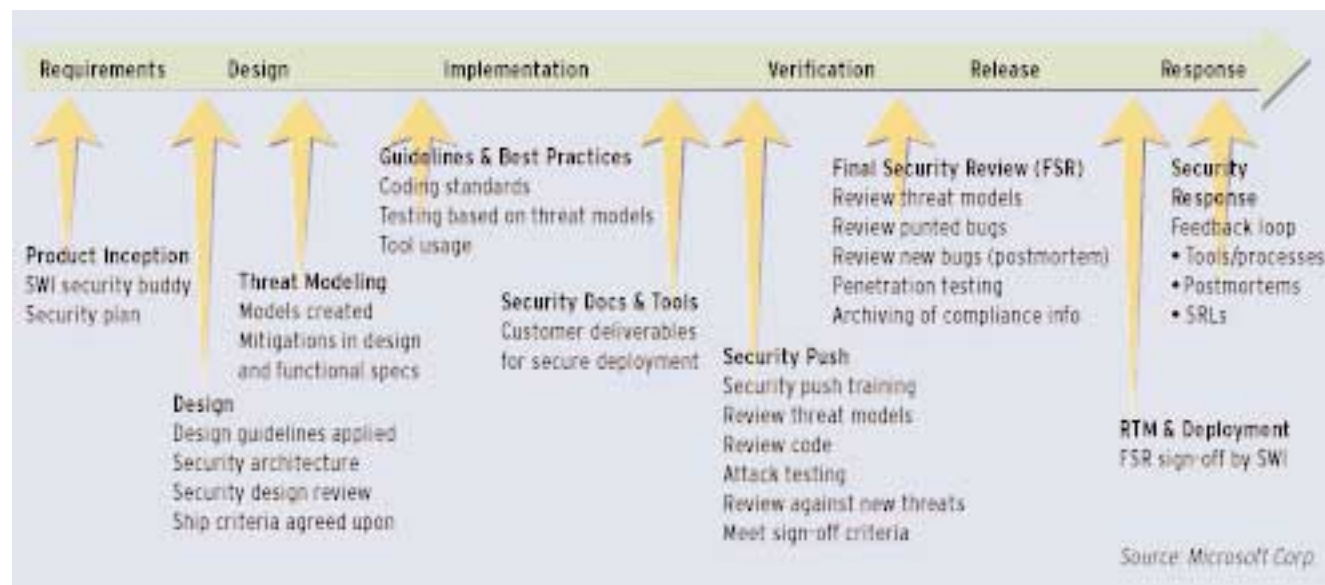 Requirements Design Implementation Verification Release Response
Product Inception
SWI security buddy
Security plan
Design
Design guidelines applied
Security architecture
Security design review
Ship criteria agreed upon
Threat Modeling
Models created
Mitigations in design
and functional specs
Guidelines & Best Practices
Coding standards
Testing based on threat models
Tool usage
Security Docs & Tools
Customer deliverables
for secure deployment
Security Push
Security push training
Review threat models
Review code
Attack testing
Review against new threats
Meet sign-off criteria
Final Security Review (FSR)
Review threat models
Review punted bugs
Review new bugs (postmortem)
Penetration testing
Archiving of compliance info
RTM & Deployment
FSR sign-off by SWI
Security
Response
Feedback loop
• Tools/processes
• Postmortems
• SRLs
Source: Microsoft Corp.